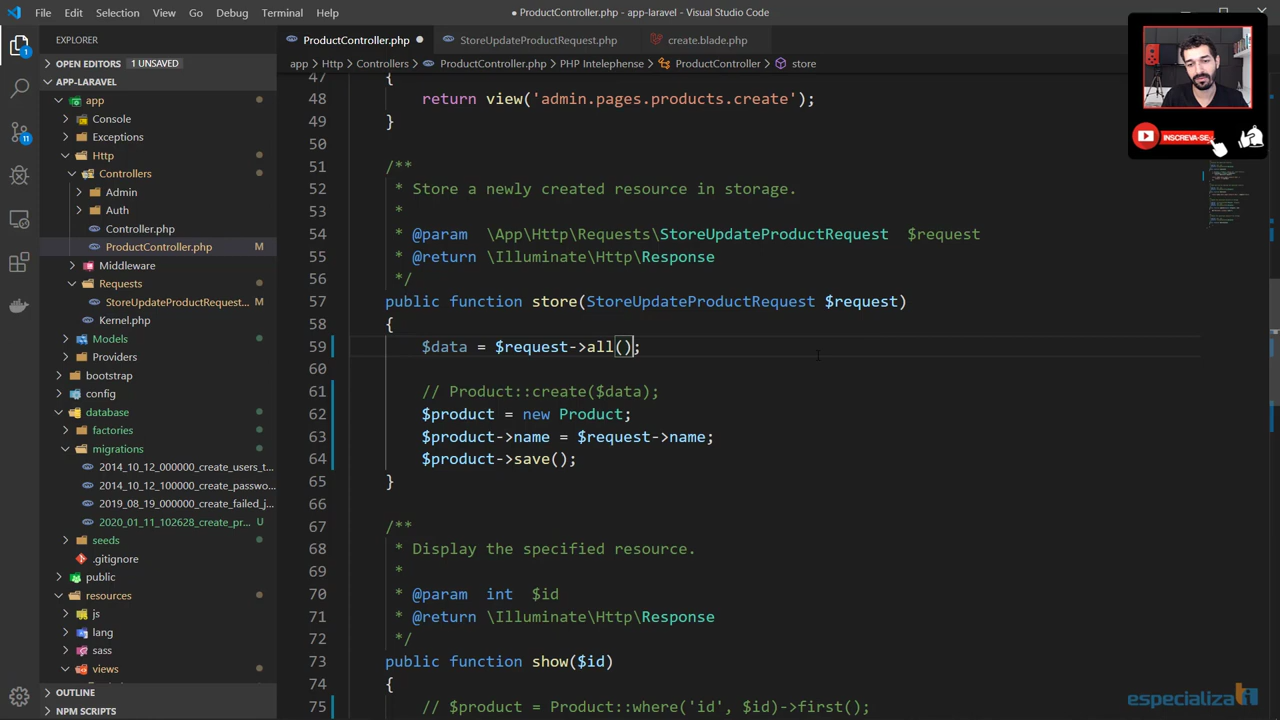 File Edit Selection View Go Debug Terminal Help
● ProductController.php - app-laravel - Visual Studio Code
EXPLORER
OPEN EDITORS 1 UNSAVED
APP-LARAVEL
app
Console
Exceptions
Http
Controllers
Admin
Auth
Controller.php
ProductController.php M
Middleware
Requests
StoreUpdateProductRequest... M
Kernel.php
Models
Providers
bootstrap
config
database
factories
migrations
2014_10_12_000000_create_users_t...
2014_10_12_100000_create_passwo...
2019_08_19_000000_create_failed_j...
2020_01_11_102628_create_pr... U
seeds
.gitignore
public
resources
js
lang
sass
views
OUTLINE
NPM SCRIPTS
1
11
ProductController.php ● StoreUpdateProductRequest.php create.blade.php
app > Http > Controllers > ProductController.php > PHP Intelephense > ProductController > store
47 {
48 return view('admin.pages.products.create');
49 }
50
51 /**
52 * Store a newly created resource in storage.
53 *
54 * @param \App\Http\Requests\StoreUpdateProductRequest $request
55 * @return \Illuminate\Http\Response
56 */
57 public function store(StoreUpdateProductRequest $request)
58 {
59 $data = $request->all();
60
61 // Product::create($data);
62 $product = new Product;
63 $product->name = $request->name;
64 $product->save();
65 }
66
67 /**
68 * Display the specified resource.
69 *
70 * @param int $id
71 * @return \Illuminate\Http\Response
72 */
73 public function show($id)
74 {
75 // $product = Product::where('id', $id)->first();
INSCREVA-SE
especializati